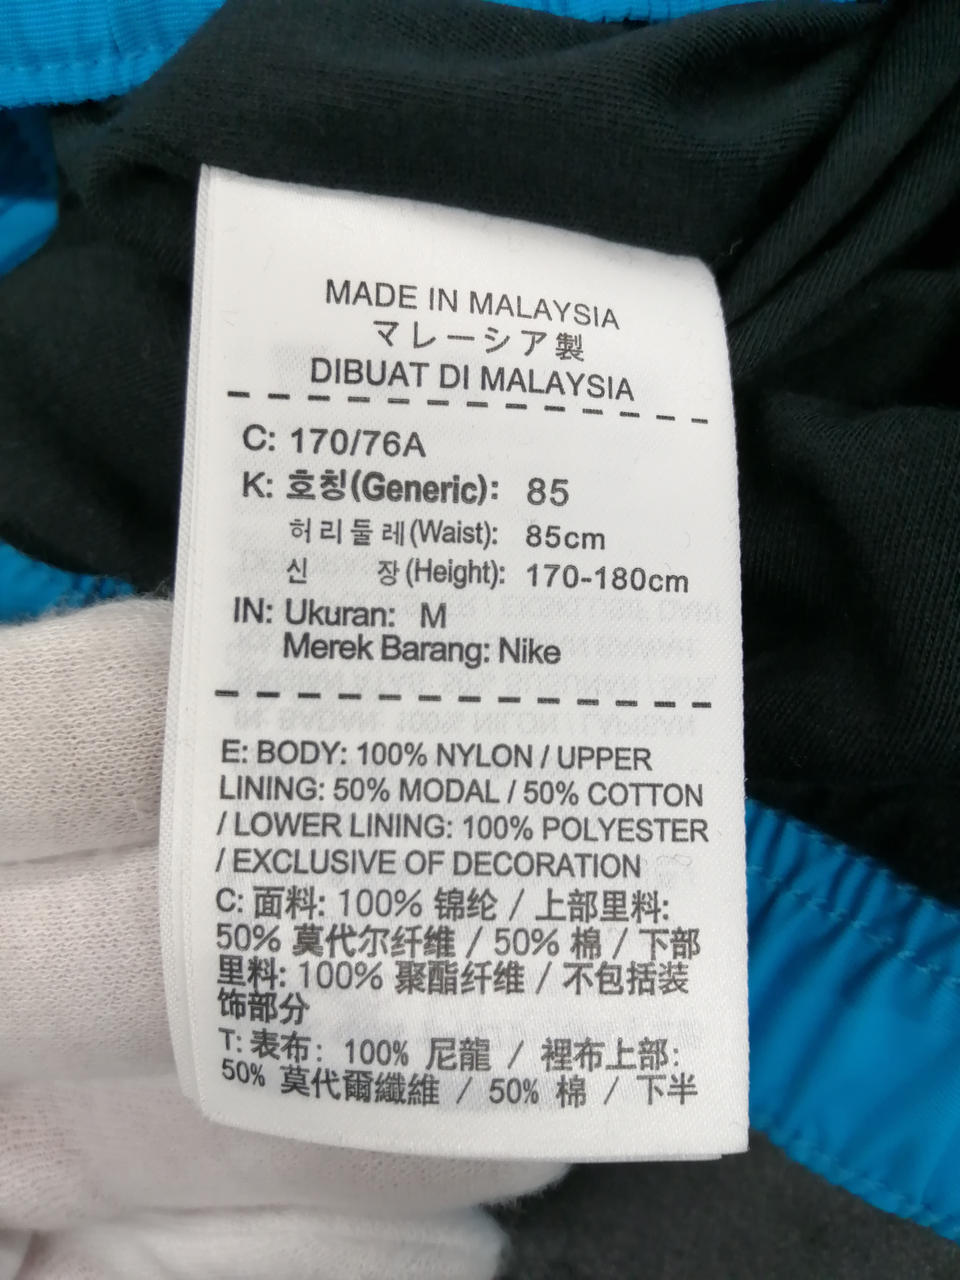 MADE IN MALAYSIA
マレーシア製
DIBUAT DI MALAYSIA
C: 170/76A
K: 호칭(Generic): 85
허리둘레(Waist): 85cm
신 장(Height): 170-180cm
IN: Ukuran: M
Merek Barang: Nike
E: BODY: 100% NYLON / UPPER
LINING: 50% MODAL / 50% COTTON
/ LOWER LINING: 100% POLYESTER
/ EXCLUSIVE OF DECORATION
C: 面料: 100% 锦纶 / 上部里料:
50% 莫代尔纤维 / 50% 棉 / 下部
里料: 100% 聚酯纤维 / 不包括装
饰部分
T: 表布: 100% 尼龍 / 裡布上部:
50% 莫代爾纖維 / 50% 棉 / 下半